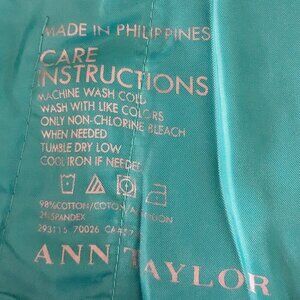 MADE IN PHILIPPINES
CARE
INSTRUCTIONS
MACHINE WASH COLD
WASH WITH LIKE COLORS
ONLY NON-CHLORINE BLEACH
WHEN NEEDED
TUMBLE DRY LOW
COOL IRON IF NEEDED
98%COTTON/COTON/ALGODON
2%SPANDEX
293115 70026
ANN TAYLOR